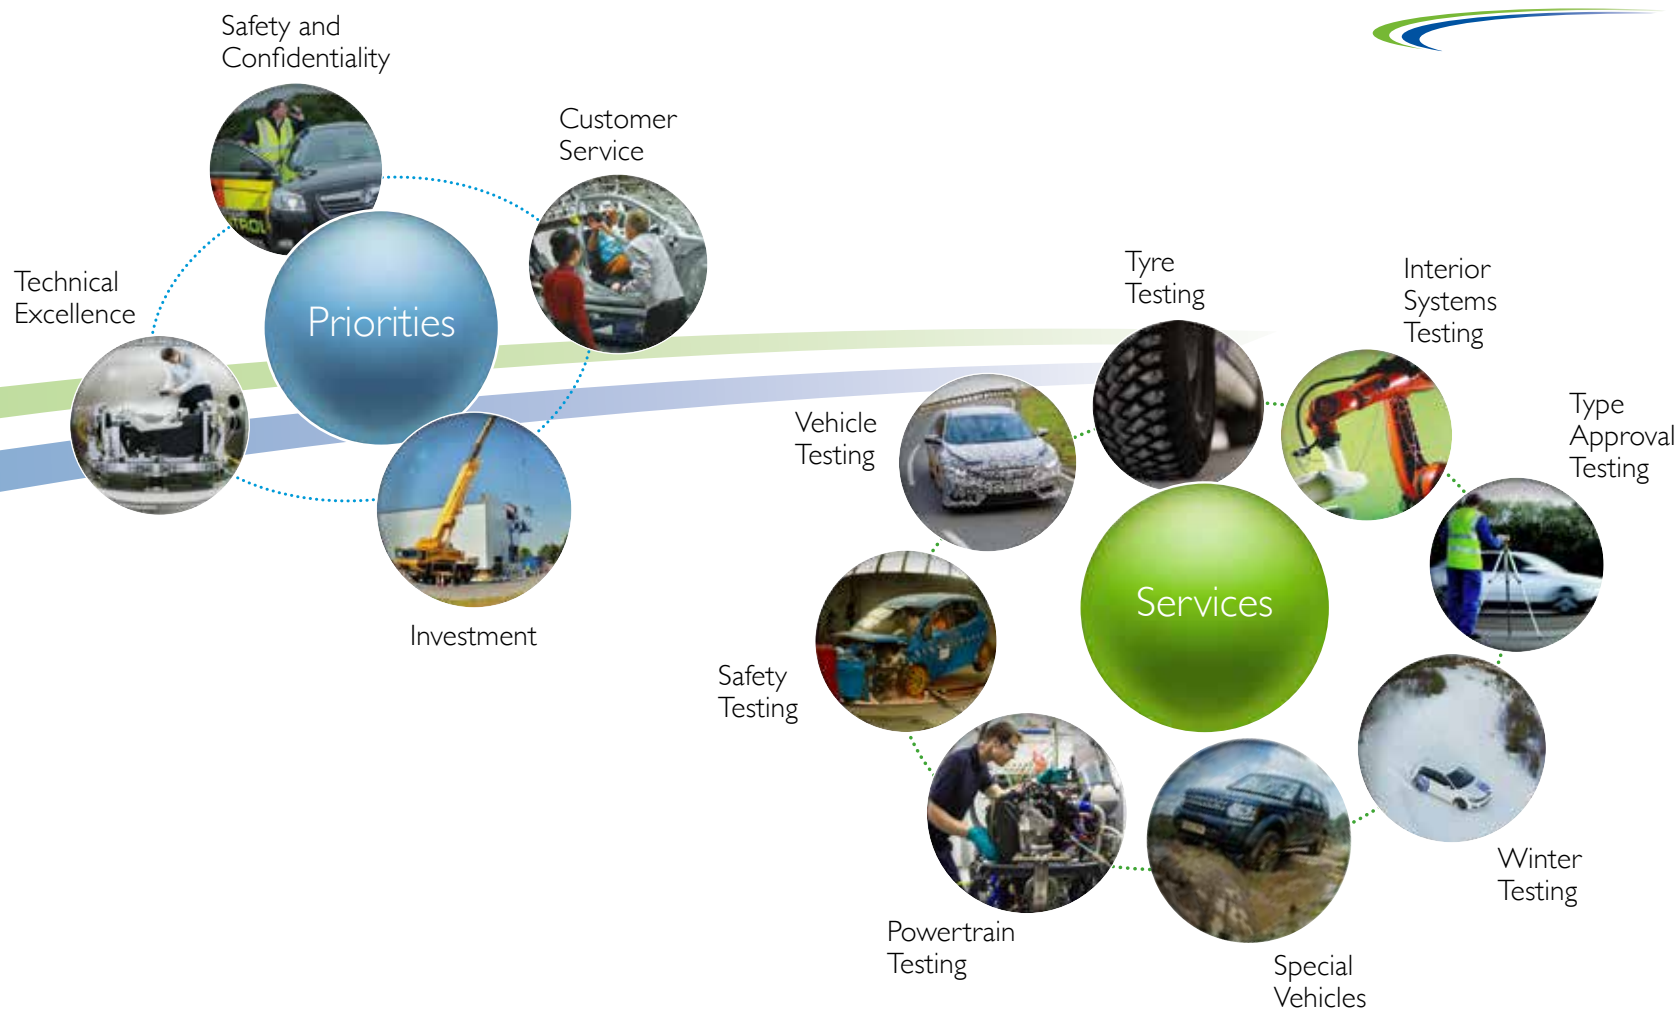 Safety and
Confidentiality
Customer
Service
Technical
Excellence
Priorities
TROL
Investment
Tyre
Testing
Interior
Systems
Testing
Type
Approval
Testing
Vehicle
Testing
Services
Safety
Testing
Winter
Testing
Powertrain
Testing
Special
Vehicles